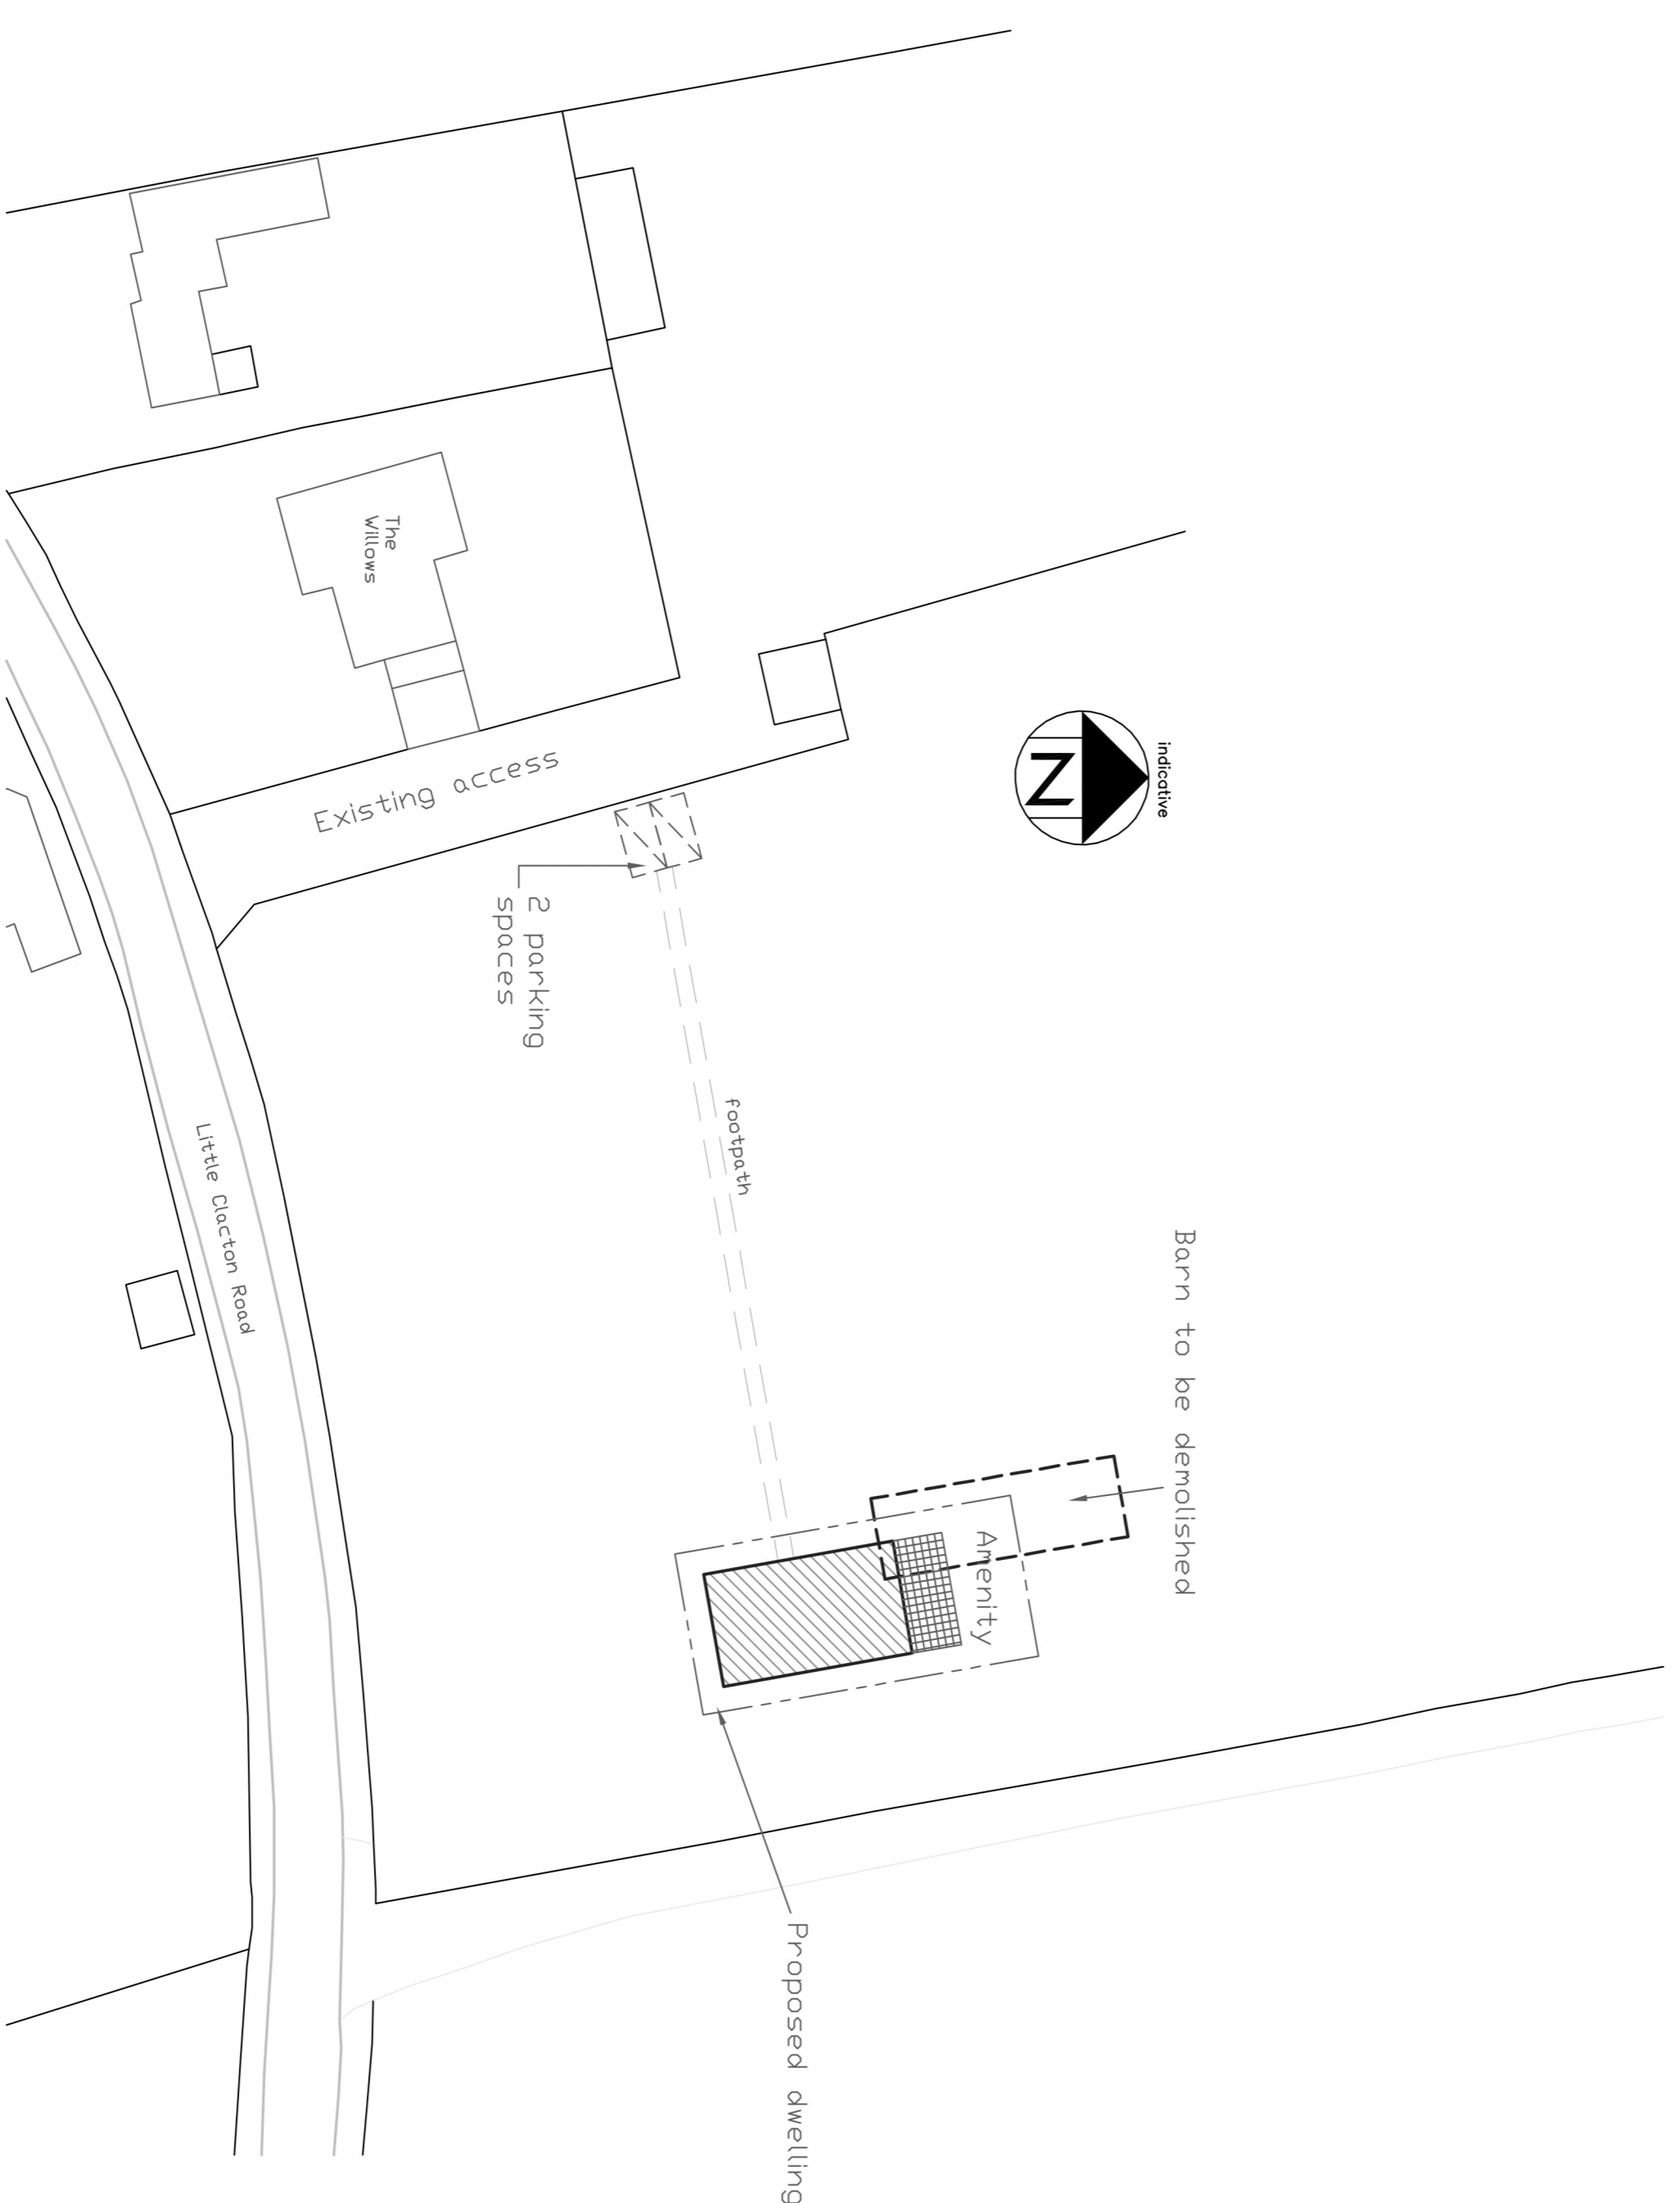 indicative
N
The
Willows
Existing access
2 parking
spaces
footpath
Little Clacton Road
Barn to be demolished
Amenity
Proposed dwelling